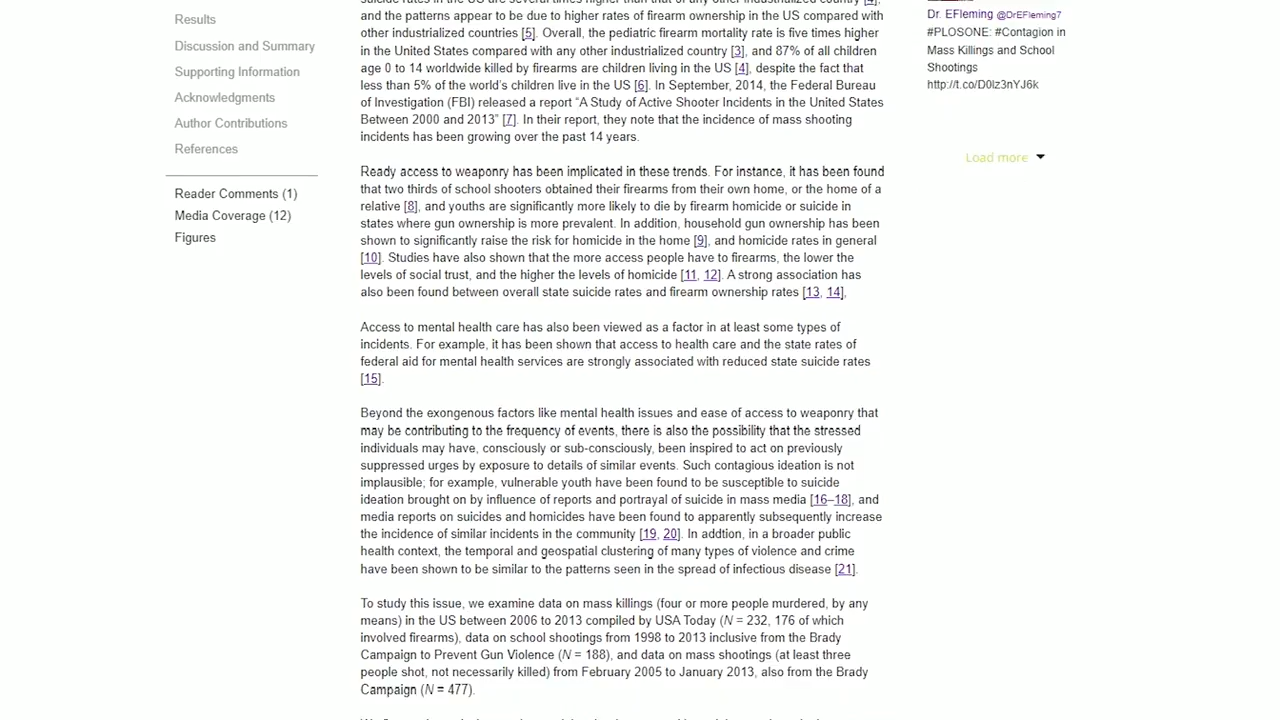 Results
Discussion and Summary
Supporting Information
Acknowledgments
Author Contributions
References
Reader Comments (1)
Media Coverage (12)
Figures
suicide rates in the US are several times higher than that of any other industrialized country [4],
and the patterns appear to be due to higher rates of firearm ownership in the US compared with
other industrialized countries [5]. Overall, the pediatric firearm mortality rate is five times higher
in the United States compared with any other industrialized country [3], and 87% of all children
age 0 to 14 worldwide killed by firearms are children living in the US [4], despite the fact that
less than 5% of the world's children live in the US [6]. In September, 2014, the Federal Bureau
of Investigation (FBI) released a report “A Study of Active Shooter Incidents in the United States
Between 2000 and 2013” [7]. In their report, they note that the incidence of mass shooting
incidents has been growing over the past 14 years.
Ready access to weaponry has been implicated in these trends. For instance, it has been found
that two thirds of school shooters obtained their firearms from their own home, or the home of a
relative [8], and youths are significantly more likely to die by firearm homicide or suicide in
states where gun ownership is more prevalent. In addition, household gun ownership has been
shown to significantly raise the risk for homicide in the home [9], and homicide rates in general
[10]. Studies have also shown that the more access people have to firearms, the lower the
levels of social trust, and the higher the levels of homicide [11, 12]. A strong association has
also been found between overall state suicide rates and firearm ownership rates [13, 14],
Access to mental health care has also been viewed as a factor in at least some types of
incidents. For example, it has been shown that access to health care and the state rates of
federal aid for mental health services are strongly associated with reduced state suicide rates
[15].
Beyond the exongenous factors like mental health issues and ease of access to weaponry that
may be contributing to the frequency of events, there is also the possibility that the stressed
individuals may have, consciously or sub-consciously, been inspired to act on previously
suppressed urges by exposure to details of similar events. Such contagious ideation is not
implausible; for example, vulnerable youth have been found to be susceptible to suicide
ideation brought on by influence of reports and portrayal of suicide in mass media [16–18], and
media reports on suicides and homicides have been found to apparently subsequently increase
the incidence of similar incidents in the community [19, 20]. In addtion, in a broader public
health context, the temporal and geospatial clustering of many types of violence and crime
have been shown to be similar to the patterns seen in the spread of infectious disease [21].
To study this issue, we examine data on mass killings (four or more people murdered, by any
means) in the US between 2006 to 2013 compiled by USA Today (N = 232, 176 of which
involved firearms), data on school shootings from 1998 to 2013 inclusive from the Brady
Campaign to Prevent Gun Violence (N = 188), and data on mass shootings (at least three
people shot, not necessarily killed) from February 2005 to January 2013, also from the Brady
Campaign (N = 477).
Dr. EFleming @DrEFleming7
#PLOSONE: #Contagion in
Mass Killings and School
Shootings
http://t.co/D0lz3nYJ6k
Load more